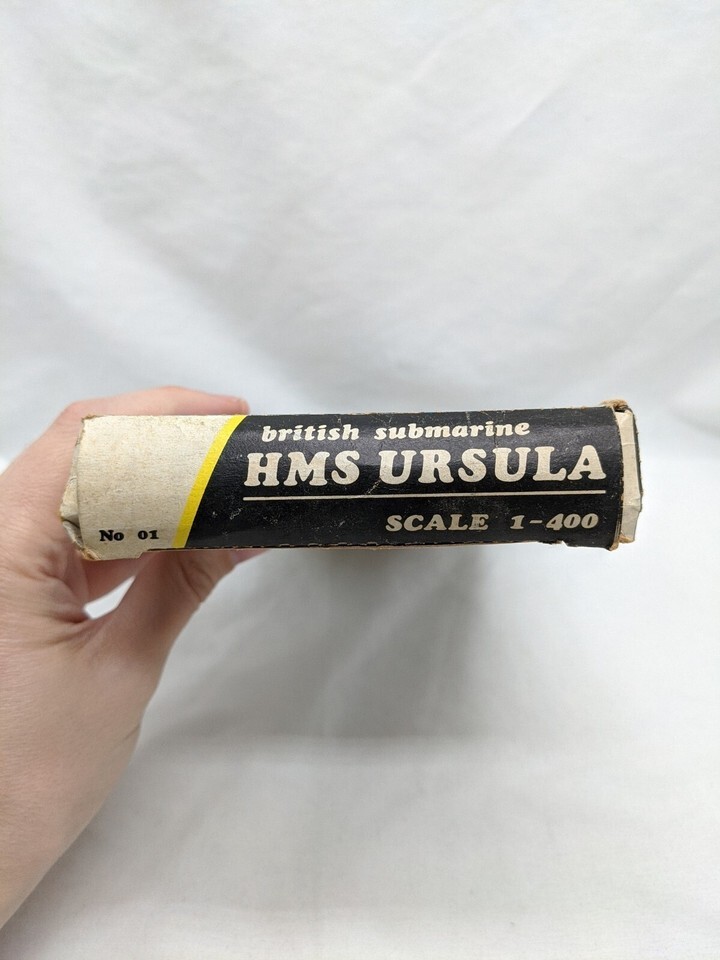 british submarine
HMS URSULA
SCALE 1-400
No 01